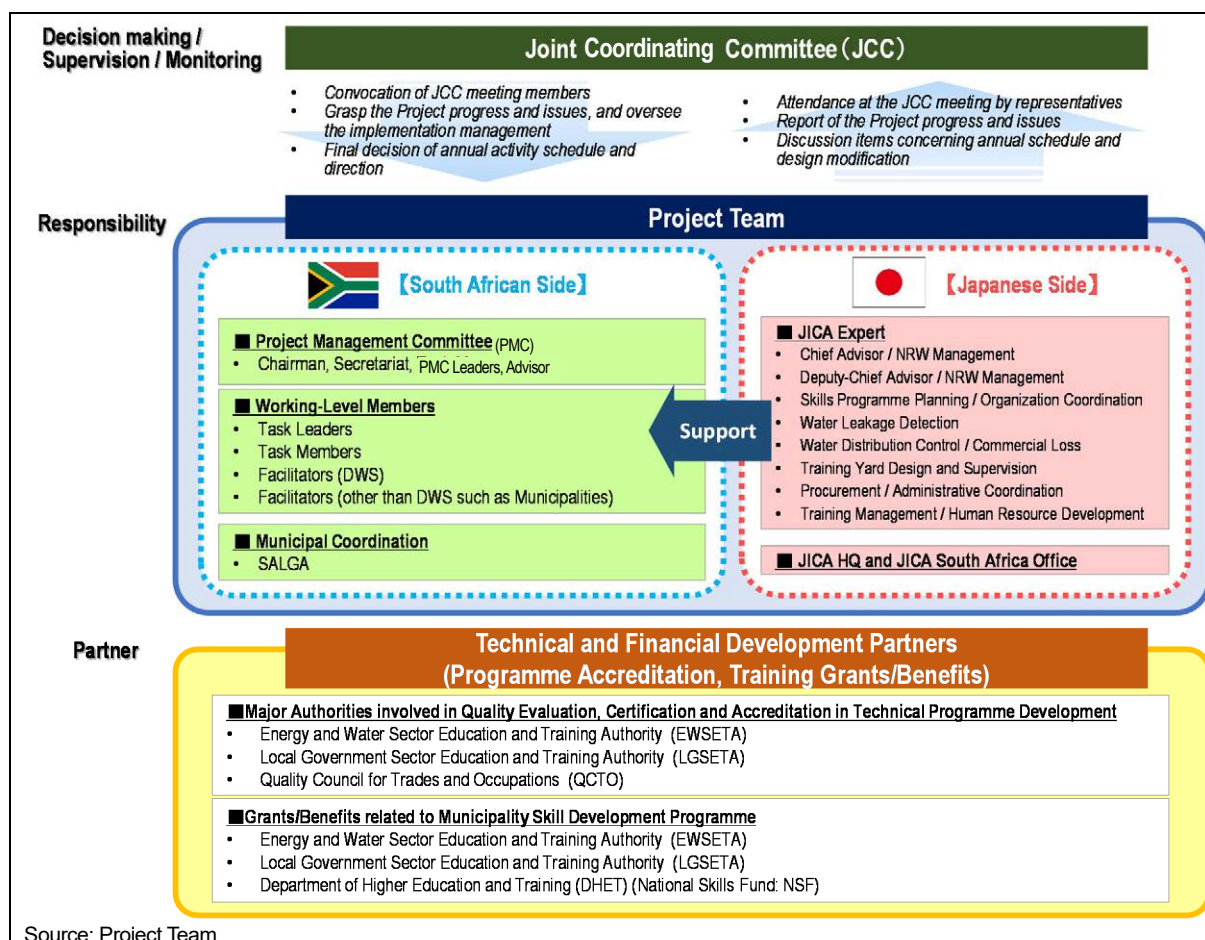 Decision making /
Supervision / Monitoring
Joint Coordinating Committee(JCC)
• Convocation of JCC meeting members
• Grasp the Project progress and issues, and oversee
the implementation management
• Final decision of annual activity schedule and
direction
• Attendance at the JCC meeting by representatives
• Report of the Project progress and issues
• Discussion items concerning annual schedule and
design modification
Responsibility
Project Team
【South African Side】
■ Project Management Committee (PMC)
• Chairman, Secretariat, PMC Leaders, Advisor
■ Working-Level Members
• Task Leaders
• Task Members
• Facilitators (DWS)
• Facilitators (other than DWS such as Municipalities)
■ Municipal Coordination
• SALGA
Support
【Japanese Side】
■ JICA Expert
• Chief Advisor / NRW Management
• Deputy-Chief Advisor / NRW Management
• Skills Programme Planning / Organization Coordination
• Water Leakage Detection
• Water Distribution Control / Commercial Loss
• Training Yard Design and Supervision
• Procurement / Administrative Coordination
• Training Management / Human Resource Development
■ JICA HQ and JICA South Africa Office
Partner
Technical and Financial Development Partners
(Programme Accreditation, Training Grants/Benefits)
■Major Authorities involved in Quality Evaluation, Certification and Accreditation in Technical Programme Development
• Energy and Water Sector Education and Training Authority (EWSETA)
• Local Government Sector Education and Training Authority (LGSETA)
• Quality Council for Trades and Occupations (QCTO)
■Grants/Benefits related to Municipality Skill Development Programme
• Energy and Water Sector Education and Training Authority (EWSETA)
• Local Government Sector Education and Training Authority (LGSETA)
• Department of Higher Education and Training (DHET) (National Skills Fund: NSF)
Source: Project Team